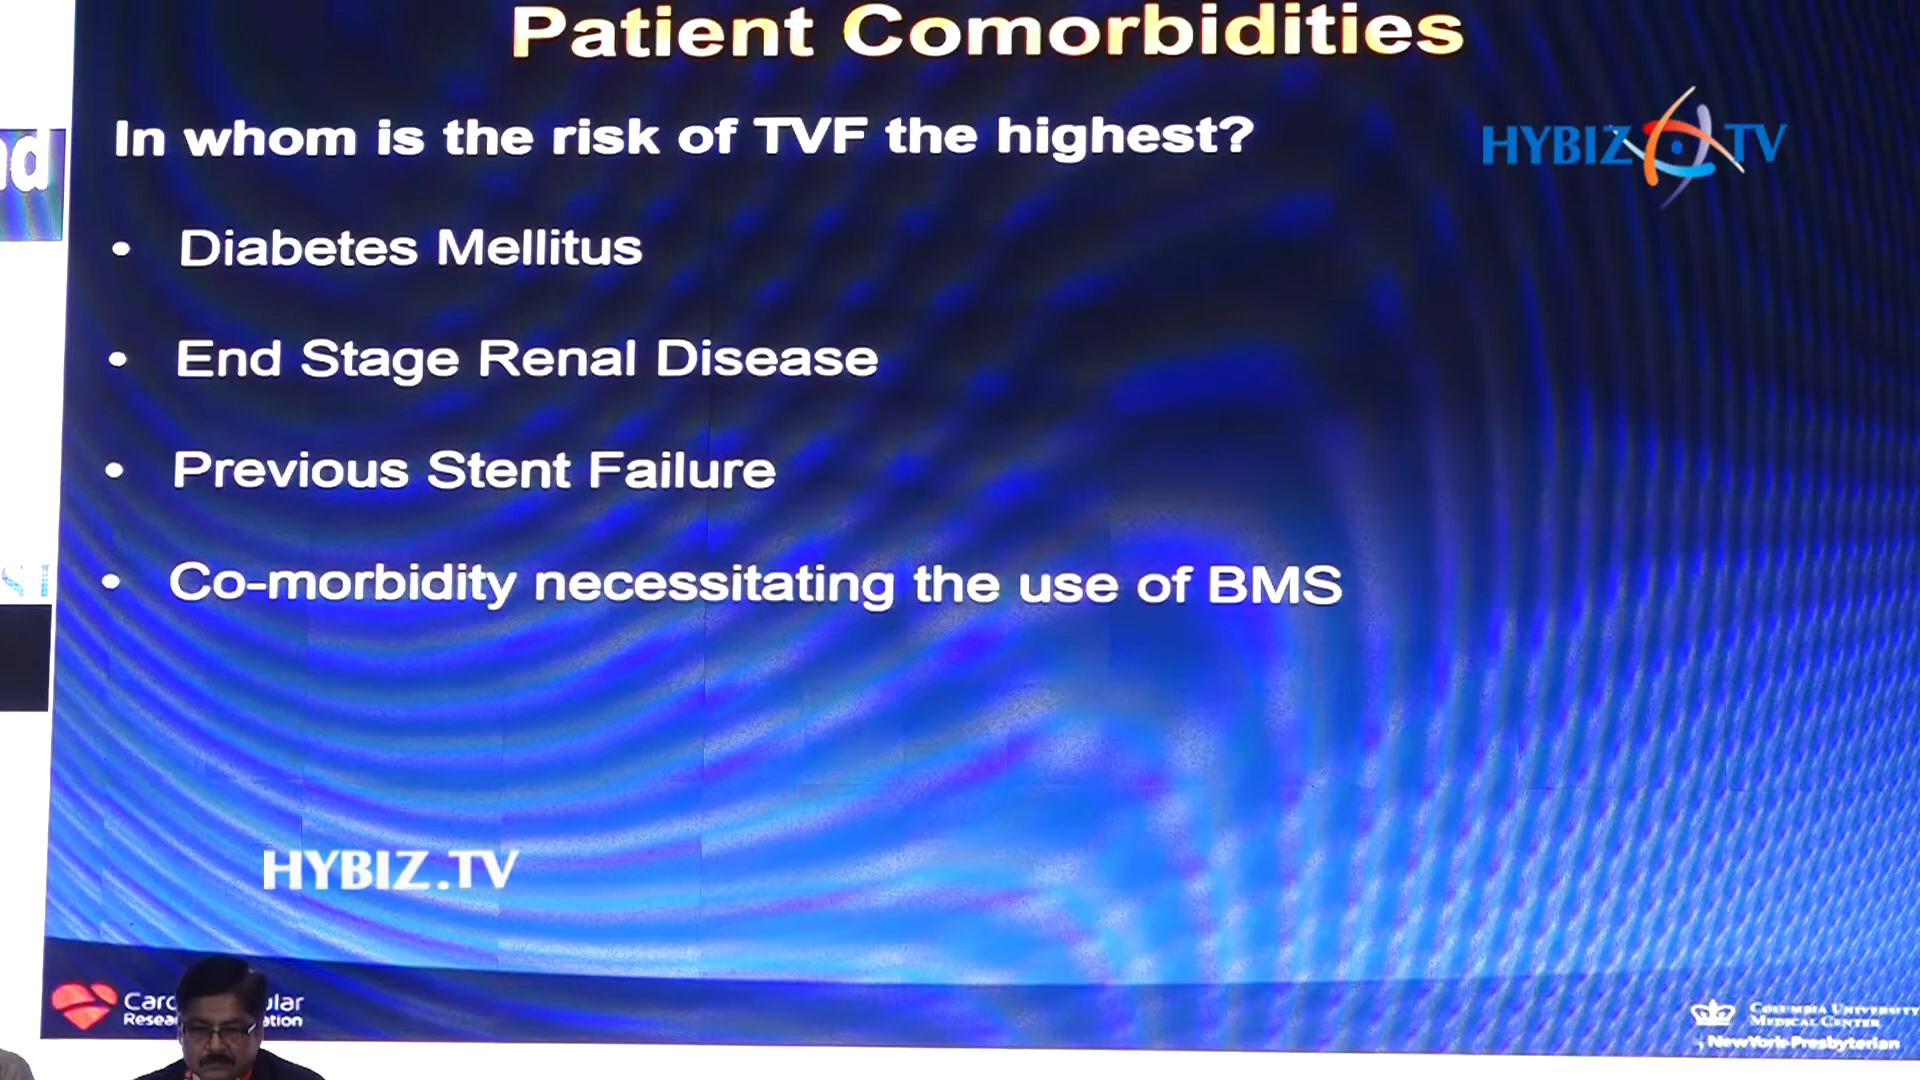 Patient Comorbidities
In whom is the risk of TVF the highest?
HYBIZ TV
• Diabetes Mellitus
• End Stage Renal Disease
• Previous Stent Failure
• Co-morbidity necessitating the use of BMS
HYBIZ.TV
COLUMBIA UNIVERSITY
MEDICAL CENTER
NewYork-Presbyterian